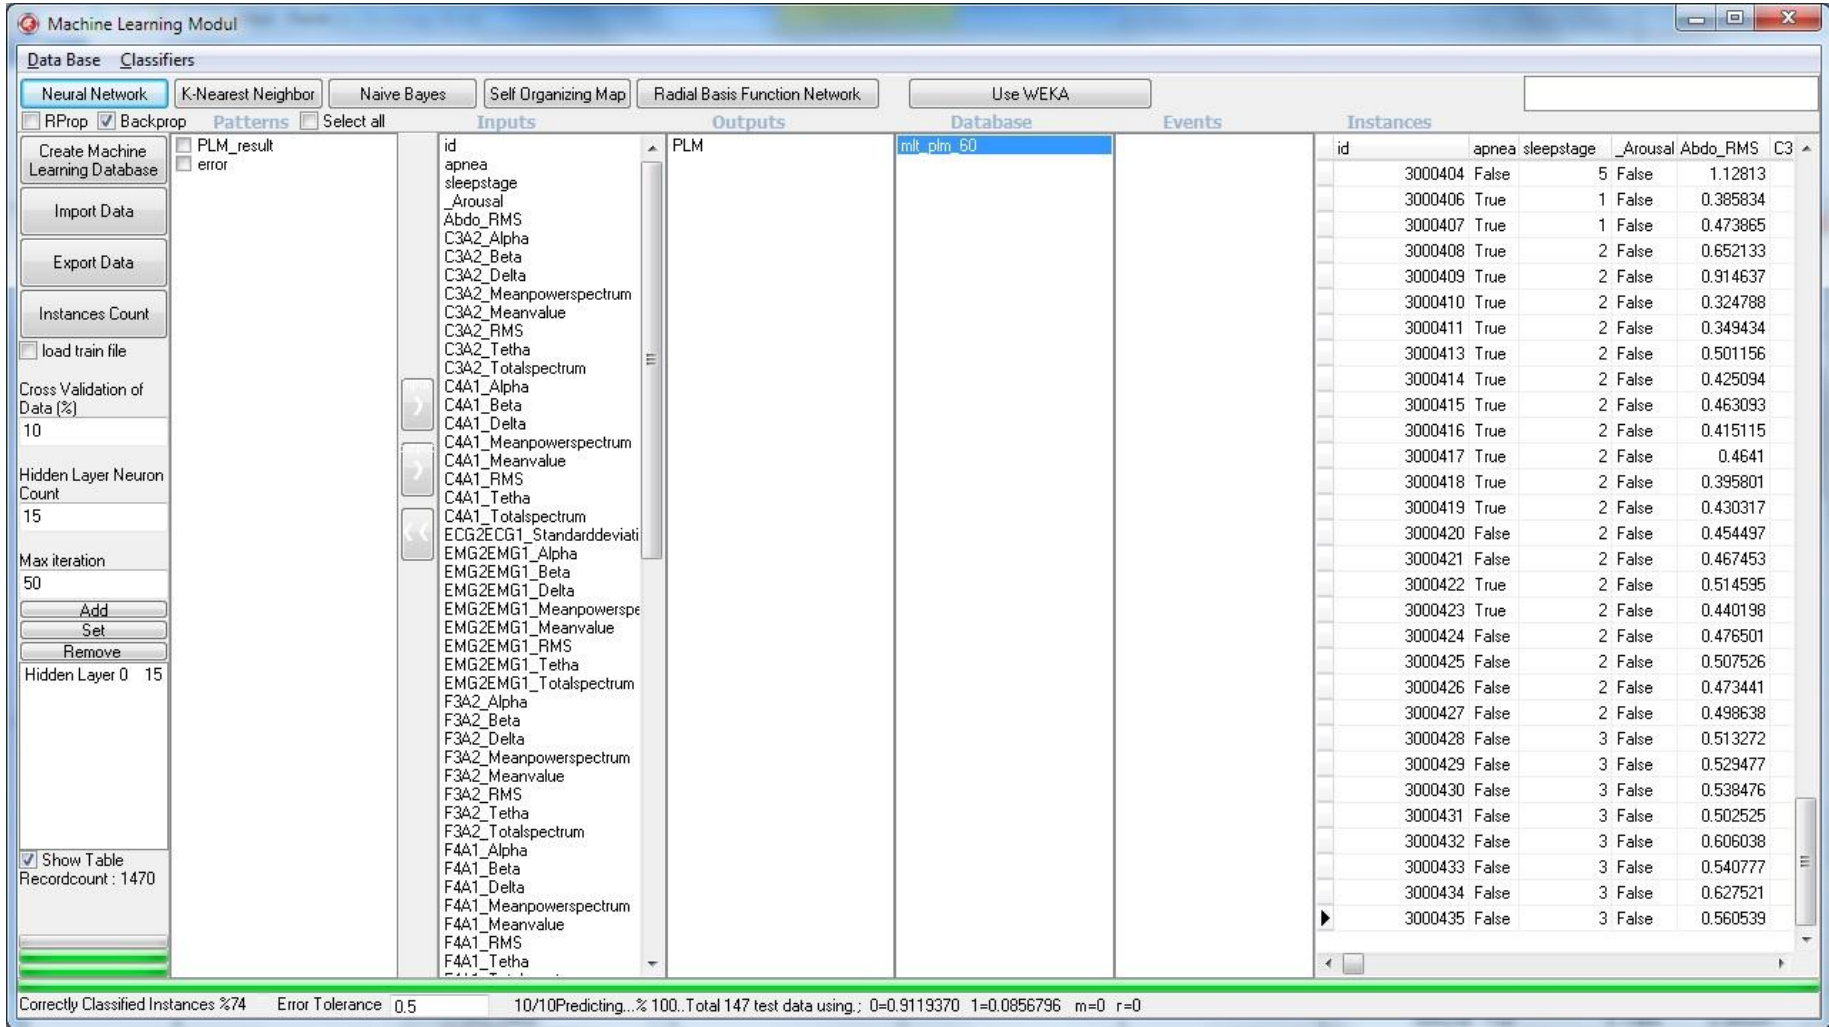 Machine Learning Modul
Data Base Classifiers
Neural Network K-Nearest Neighbor Naive Bayes Self Organizing Map Radial Basis Function Network Use WEKA
RProp Backprop Patterns Select all Inputs Outputs Database Events Instances
Create Machine Learning Database
Import Data
Export Data
Instances Count
load train file
Cross Validation of
Data (%)
10
Hidden Layer Neuron
Count
15
Max iteration
50
Add
Set
Remove
Hidden Layer 0 15
Show Table
Recordcount : 1470
PLM_result
error
id
apnea
sleepstage
_Arousal
Abdo_RMS
C3A2_Alpha
C3A2_Beta
C3A2_Delta
C3A2_Meanpowerspectrum
C3A2_Meanvalue
C3A2_RMS
C3A2_Tetha
C3A2_Totalspectrum
C4A1_Alpha
C4A1_Beta
C4A1_Delta
C4A1_Meanpowerspectrum
C4A1_Meanvalue
C4A1_RMS
C4A1_Tetha
C4A1_Totalspectrum
ECG2ECG1_Standarddeviati
EMG2EMG1_Alpha
EMG2EMG1_Beta
EMG2EMG1_Delta
EMG2EMG1_Meanpowerspe
EMG2EMG1_Meanvalue
EMG2EMG1_RMS
EMG2EMG1_Tetha
EMG2EMG1_Totalspectrum
F3A2_Alpha
F3A2_Beta
F3A2_Delta
F3A2_Meanpowerspectrum
F3A2_Meanvalue
F3A2_RMS
F3A2_Tetha
F3A2_Totalspectrum
F4A1_Alpha
F4A1_Beta
F4A1_Delta
F4A1_Meanpowerspectrum
F4A1_Meanvalue
F4A1_RMS
F4A1_Tetha
PLM
mlt_plm_60
id apnea sleepstage _Arousal Abdo_RMS C3
3000404 False 5 False 1.12813
3000406 True 1 False 0.385834
3000407 True 1 False 0.473865
3000408 True 2 False 0.652133
3000409 True 2 False 0.914637
3000410 True 2 False 0.324788
3000411 True 2 False 0.349434
3000413 True 2 False 0.501156
3000414 True 2 False 0.425094
3000415 True 2 False 0.463093
3000416 True 2 False 0.415115
3000417 True 2 False 0.4641
3000418 True 2 False 0.395801
3000419 True 2 False 0.430317
3000420 False 2 False 0.454497
3000421 False 2 False 0.467453
3000422 True 2 False 0.514595
3000423 True 2 False 0.440198
3000424 False 2 False 0.476501
3000425 False 2 False 0.507526
3000426 False 2 False 0.473441
3000427 False 2 False 0.498638
3000428 False 3 False 0.513272
3000429 False 3 False 0.529477
3000430 False 3 False 0.538476
3000431 False 3 False 0.502525
3000432 False 3 False 0.606038
3000433 False 3 False 0.540777
3000434 False 3 False 0.627521
3000435 False 3 False 0.560539
Correctly Classified Instances %74 Error Tolerance 0.5 10/10Predicting...% 100..Total 147 test data using.; 0=0.9119370 1=0.0856796 m=0 r=0